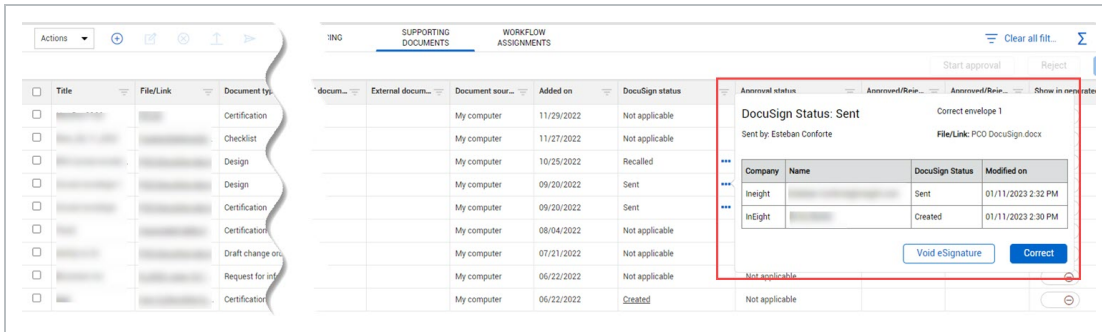 Actions
KING SUPPORTING DOCUMENTS WORKFLOW ASSIGNMENTS
Clear all filt... Σ
Start approval Reject
Title File/Link Document typ docum... External docum... Document sour... Added on DocuSign status Approval status Approved/Reje... Approved/Reje... Show in generated
Certification My computer 11/29/2022 Not applicable
Checklist My computer 11/27/2022 Not applicable
Design My computer 10/25/2022 Recalled
Design My computer 09/20/2022 Sent
Certification My computer 09/20/2022 Sent
Certification My computer 08/04/2022 Not applicable
Draft change ord My computer 07/21/2022 Not applicable
Request for info My computer 06/22/2022 Not applicable Not applicable
Certification My computer 06/22/2022 Created Not applicable
DocuSign Status: Sent Correct envelope 1
Sent by: Esteban Conforte File/Link: PCO DocuSign.docx
Company Name DocuSign Status Modified on
Ineight Sent 01/11/2023 2:32 PM
InEight Created 01/11/2023 2:30 PM
Void eSignature Correct